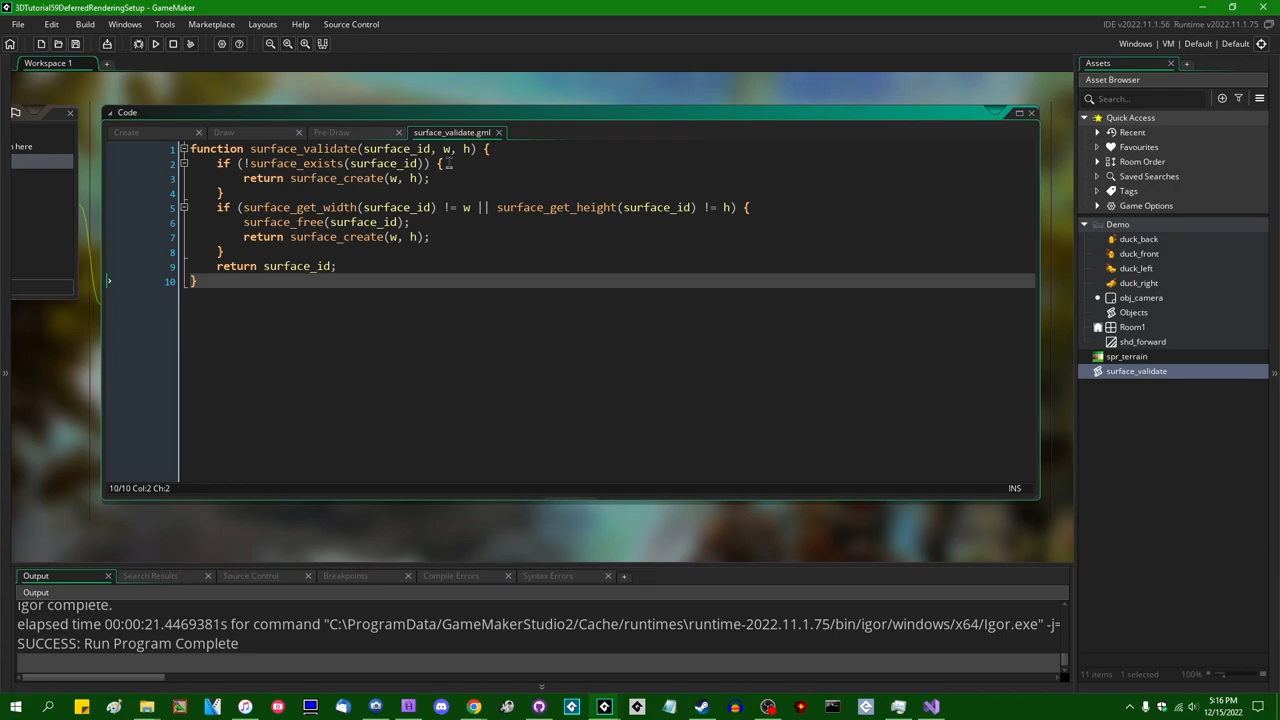 3DTutorial59DeferredRenderingSetup - GameMaker
File Edit Build Windows Tools Marketplace Layouts Help Source Control
IDE v2022.11.1.56 Runtime v2022.11.1.75
Windows | VM | Default | Default
Workspace 1
Assets
Asset Browser
Search...
Code
Create Draw Pre-Draw surface_validate.gml
n here
1 function surface_validate(surface_id, w, h) {
2 if (!surface_exists(surface_id)) {
3 return surface_create(w, h);
4 }
5 if (surface_get_width(surface_id) != w || surface_get_height(surface_id) != h) {
6 surface_free(surface_id);
7 return surface_create(w, h);
8 }
9 return surface_id;
10 }
10/10 Col:2 Ch:2
INS
Quick Access
Recent
Favourites
Room Order
Saved Searches
Tags
Game Options
Demo
duck_back
duck_front
duck_left
duck_right
obj_camera
Objects
Room1
shd_forward
spr_terrain
surface_validate
11 items 1 selected 100%
Output Search Results Source Control Breakpoints Compile Errors Syntax Errors
Output
Igor complete.
elapsed time 00:00:21.4469381s for command "C:\ProgramData/GameMakerStudio2/Cache/runtimes\runtime-2022.11.1.75/bin/igor/windows/x64/Igor.exe" -j=
SUCCESS: Run Program Complete
5:16 PM
12/15/2022